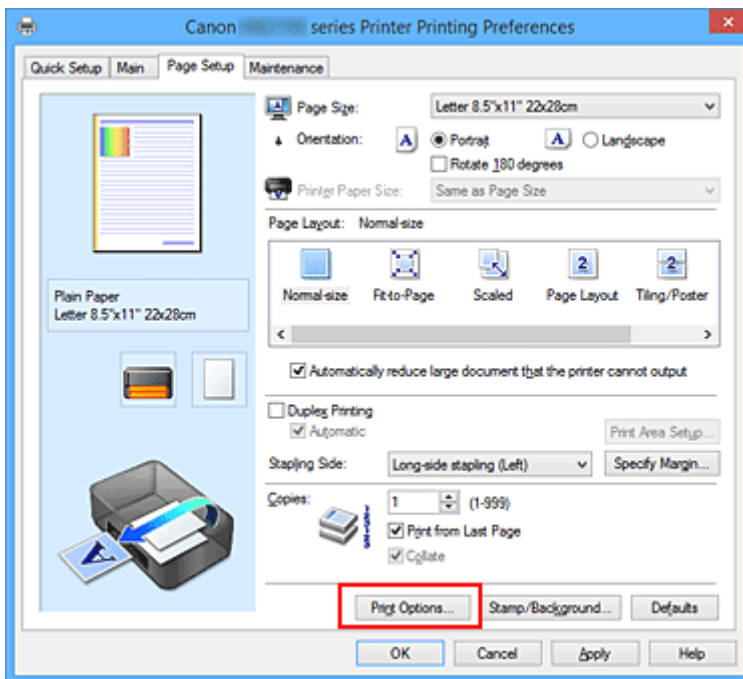 Canon series Printer Printing Preferences
Quick Setup Main Page Setup Maintenance
Page Size: Letter 8.5"x11" 22x28cm
Orientation: A Portrait A Landscape
Rotate 180 degrees
Printer Paper Size: Same as Page Size
Page Layout: Normal-size
Normal-size Fit-to-Page Scaled Page Layout Tiling/Poster
Plain Paper
Letter 8.5"x11" 22x28cm
Automatically reduce large document that the printer cannot output
Duplex Printing
Automatic
Print Area Setup...
Stapling Side: Long-side stapling (Left) Specify Margin...
Copies: 1 (1-999)
Print from Last Page
Collate
Print Options... Stamp/Background... Defaults
OK Cancel Apply Help